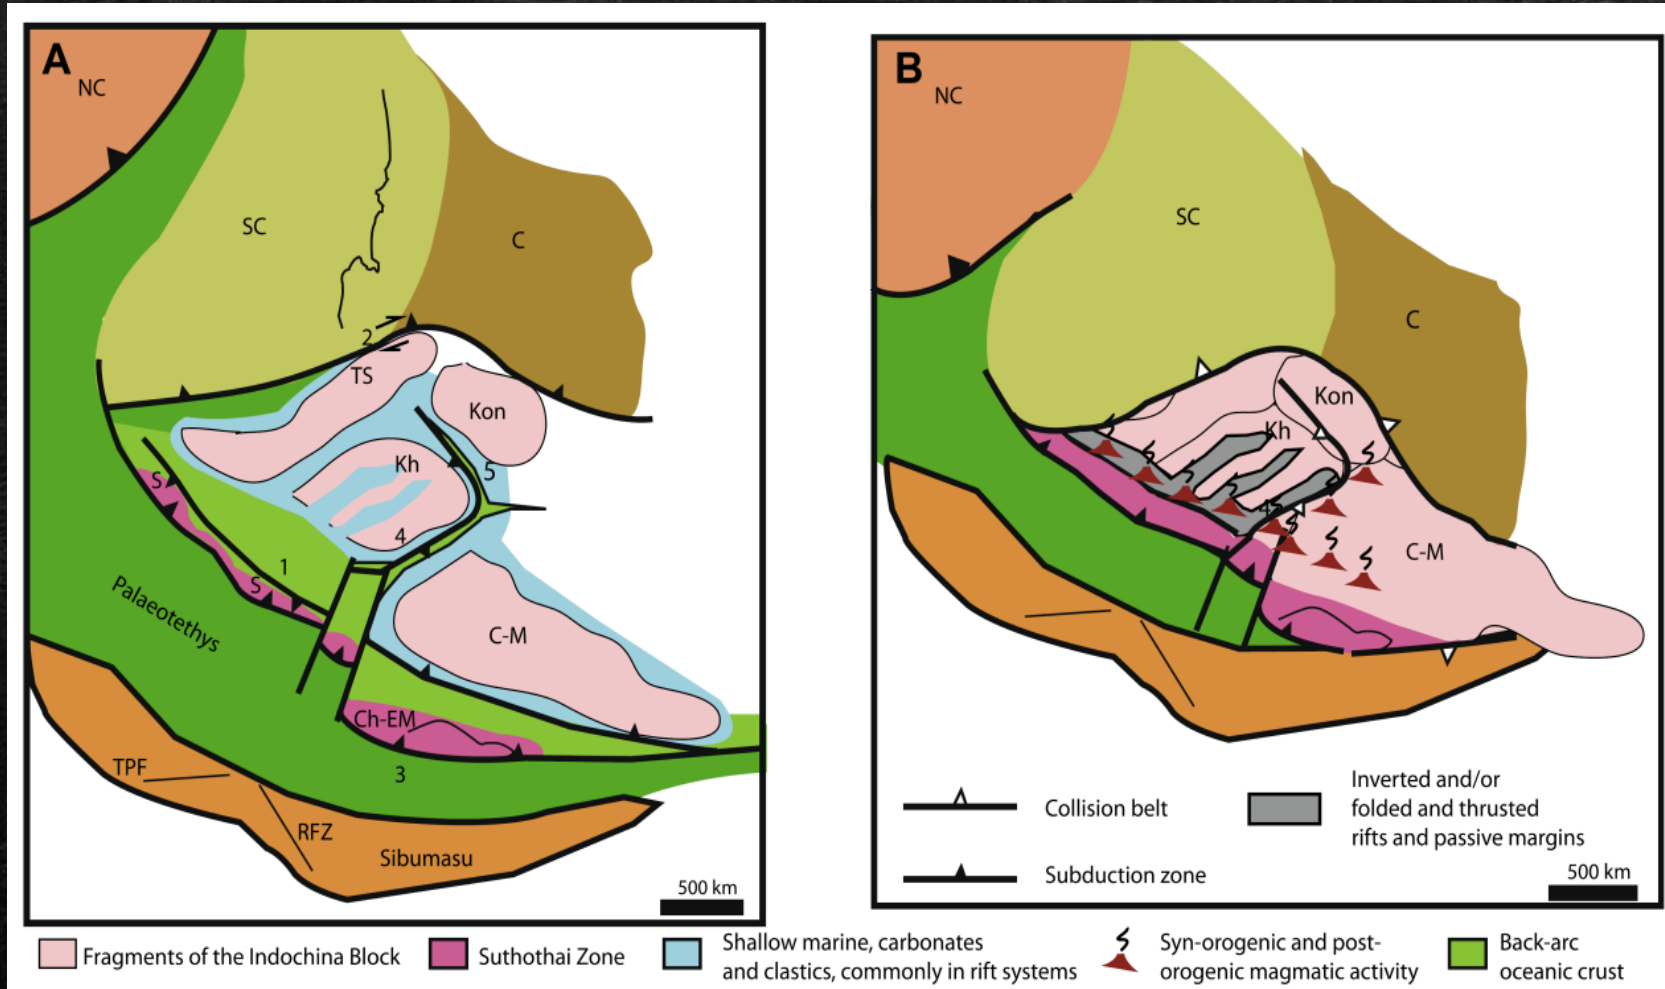 A
NC
SC
C
2
TS
Kon
Kh
5
S
4
1
S
Palaeotethys
C-M
Ch-EM
3
TPF
RFZ
Sibumasu
500 km
B
NC
SC
C
Kon
Kh
4
C-M
Collision belt
Subduction zone
Inverted and/or
folded and thrusted
rifts and passive margins
500 km
Fragments of the Indochina Block
Suthothai Zone
Shallow marine, carbonates
and clastics, commonly in rift systems
Syn-orogenic and post-
orogenic magmatic activity
Back-arc
oceanic crust